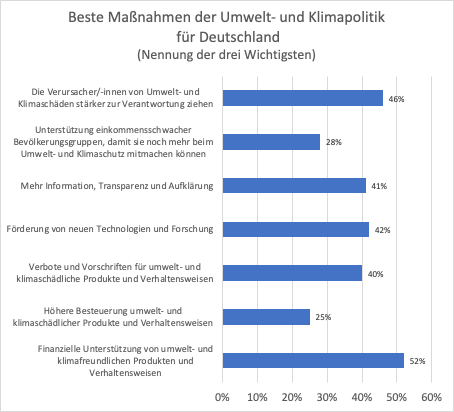 Beste Maßnahmen der Umwelt- und Klimapolitik
für Deutschland
(Nennung der drei Wichtigsten)
Die Verursacher/-innen von Umwelt- und
Klimaschäden stärker zur Verantwortung ziehen
46%
Unterstützung einkommensschwacher
Bevölkerungsgruppen, damit sie noch mehr beim
Umwelt- und Klimaschutz mitmachen können
28%
Mehr Information, Transparenz und Aufklärung
41%
Förderung von neuen Technologien und Forschung
42%
Verbote und Vorschriften für umwelt- und
klimaschädliche Produkte und Verhaltensweisen
40%
Höhere Besteuerung umwelt- und
klimaschädlicher Produkte und Verhaltensweisen
25%
Finanzielle Unterstützung von umwelt- und
klimafreundlichen Produkten und
Verhaltensweisen
52%
0% 10% 20% 30% 40% 50% 60%